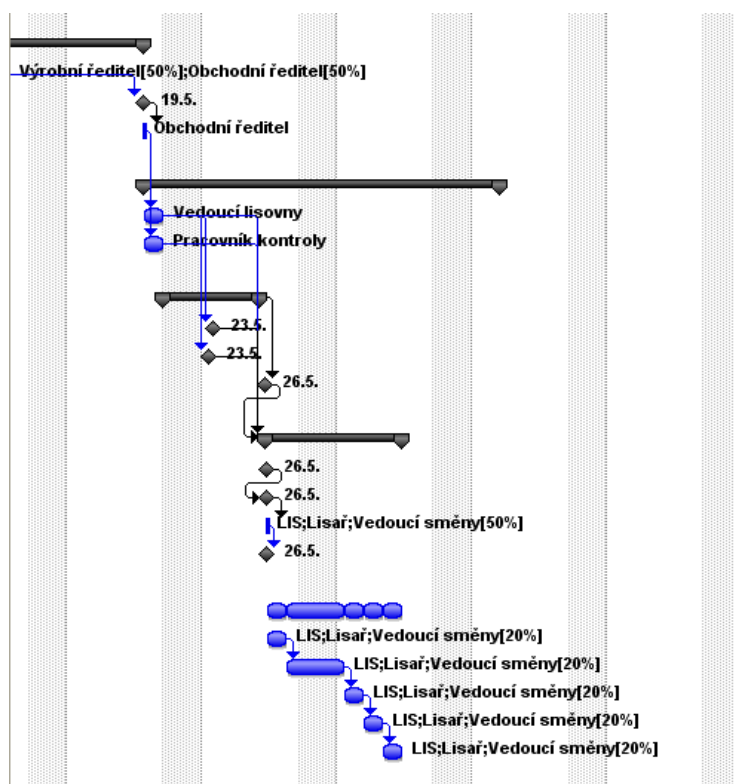 Výrobní ředitel[50%];Obchodní ředitel[50%]
19.5.
Obchodní ředitel
Vedoucí lisovny
Pracovník kontroly
23.5.
23.5.
26.5.
26.5.
26.5.
LIS;Lisař;Vedoucí směny[50%]
26.5.
LIS;Lisař;Vedoucí směny[20%]
LIS;Lisař;Vedoucí směny[20%]
LIS;Lisař;Vedoucí směny[20%]
LIS;Lisař;Vedoucí směny[20%]
LIS;Lisař;Vedoucí směny[20%]